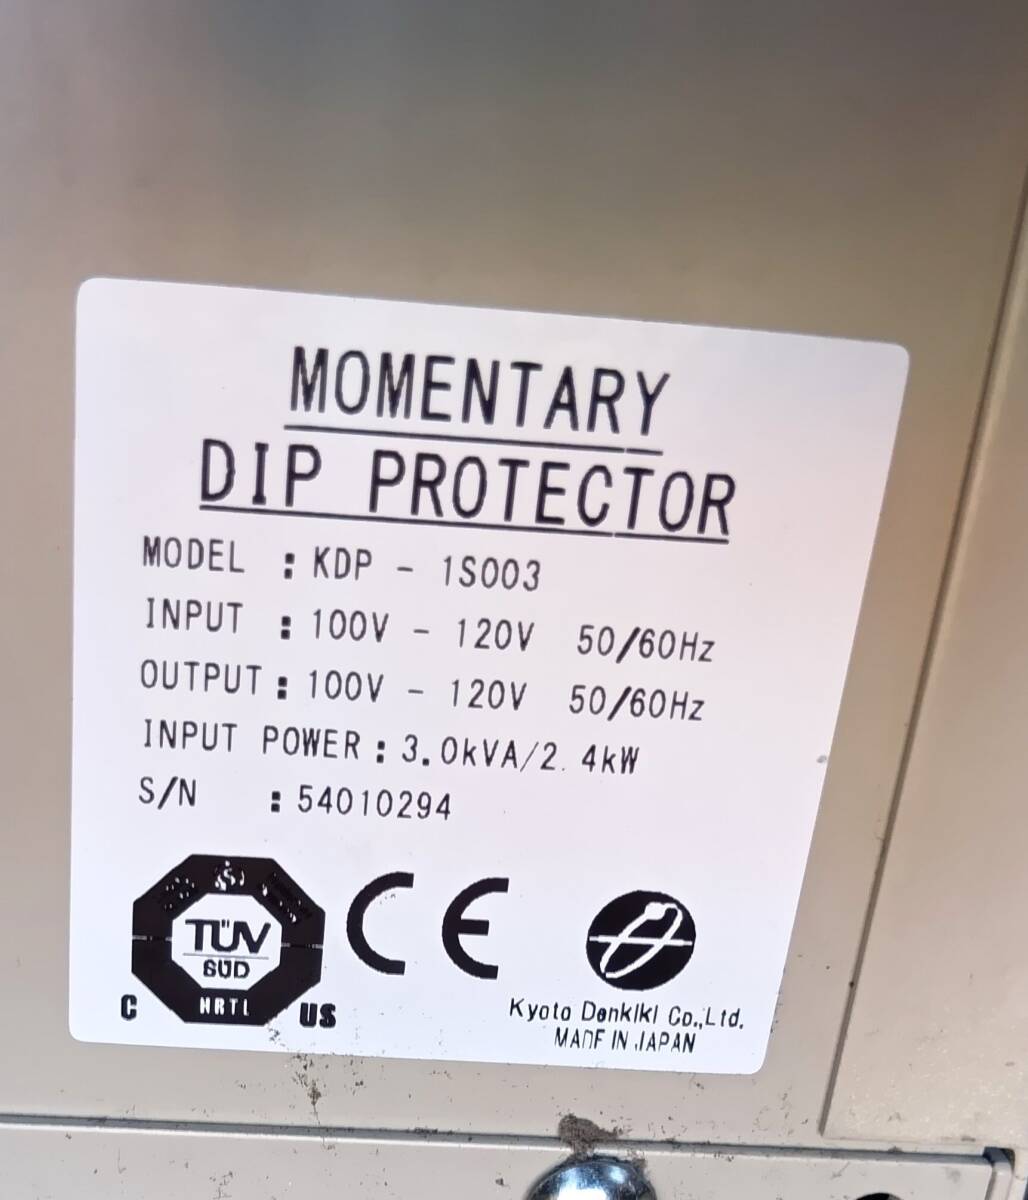 MOMENTARY
DIP PROTECTOR
MODEL : KDP - 1S003
INPUT : 100V - 120V 50/60Hz
OUTPUT : 100V - 120V 50/60Hz
INPUT POWER : 3.0kVA/2.4kW
S/N : 54010294
TÜV
SÜD
NRTL
C US
CE
Kyoto Denkiki Co.,Ltd.
MADE IN JAPAN